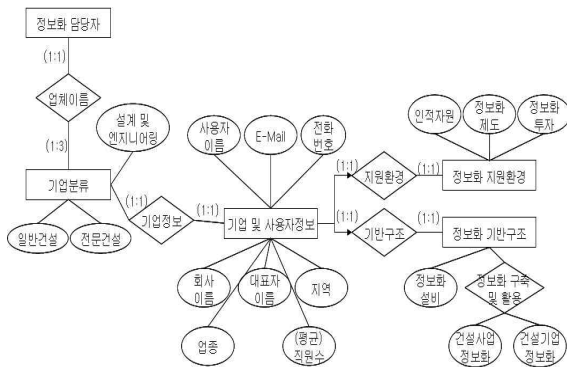 정보화 담당자
(1:1)
업체이름
(1:3)
기업분류
설계 및
엔지니어링
일반건설
전문건설
(1:1)
기업정보
(1:1)
사용자
이름
E-Mail
전화
번호
기업 및 사용자정보
회사
이름
대표자
이름
지역
업종
(평균)
직원수
(1:1)
지원환경
(1:1)
정보화 지원환경
인적자원
정보화
제도
정보화
투자
(1:1)
기반구조
(1:1)
정보화 기반구조
정보화
설비
정보화 구축
및 활용
건설사업
정보화
건설기업
정보화